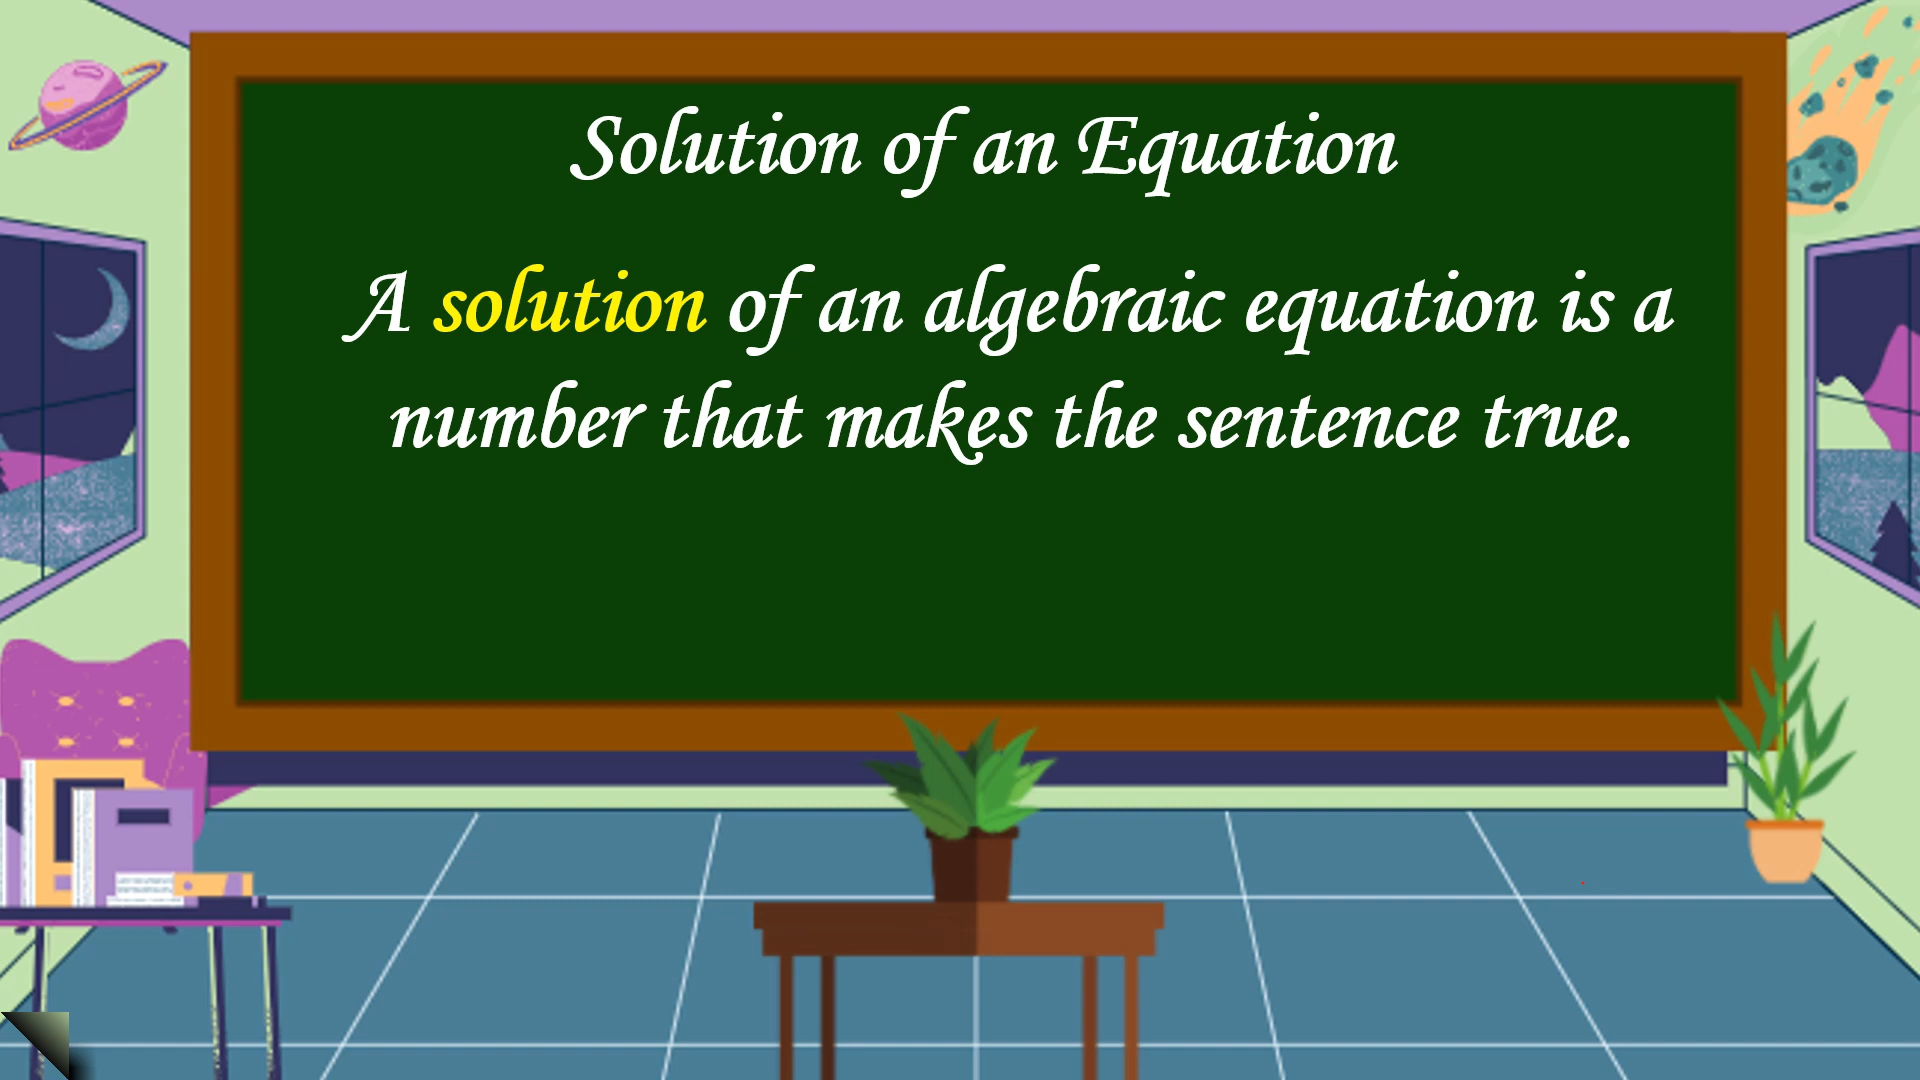 Solution of an Equation
A solution of an algebraic equation is a
number that makes the sentence true.